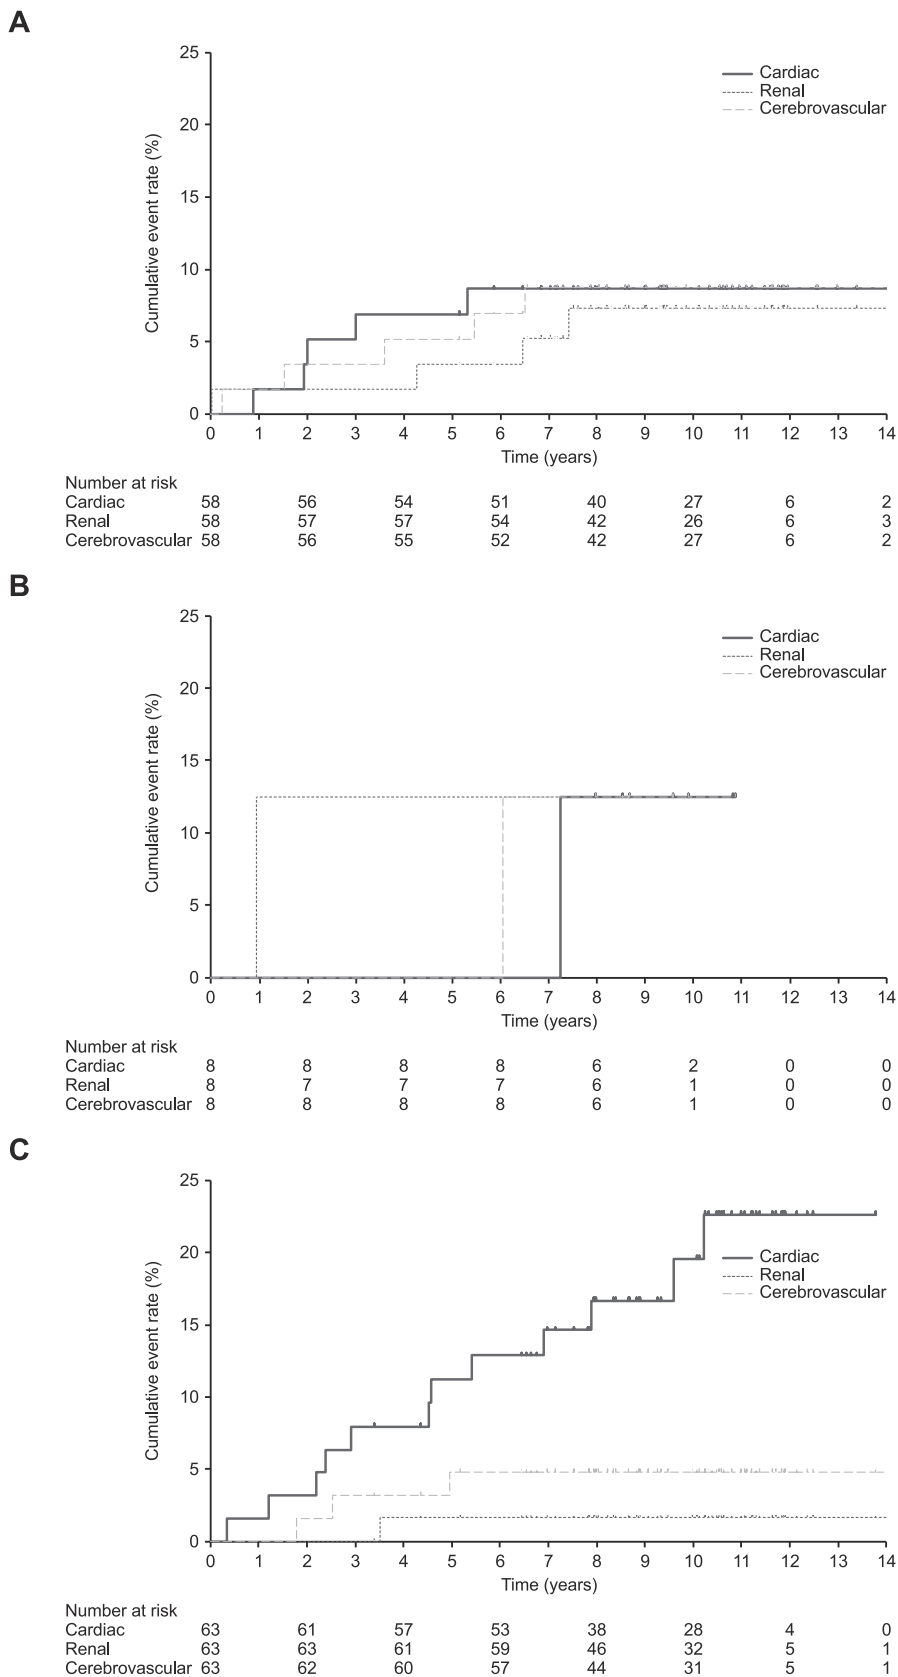 A
25
Cardiac
Renal
20
Cerebrovascular
Cumulative event rate (%)
15
10
5
0
0 1 2 3 4 5 6 7 8 9 10 11 12 13 14
Time (years)
Number at risk
Cardiac 58 56 54 51 40 27 6 2
Renal 58 57 57 54 42 26 6 3
Cerebrovascular 58 56 55 52 42 27 6 2
B
25
Cardiac
Renal
Cerebrovascular
20
Cumulative event rate (%)
15
10
5
0
0 1 2 3 4 5 6 7 8 9 10 11 12 13 14
Time (years)
Number at risk
Cardiac 8 8 8 8 6 2 0 0
Renal 8 7 7 7 6 1 0 0
Cerebrovascular 8 8 8 8 6 1 0 0
C
25
20
Cardiac
Renal
Cerebrovascular
Cumulative event rate (%)
15
10
5
0
0 1 2 3 4 5 6 7 8 9 10 11 12 13 14
Time (years)
Number at risk
Cardiac 63 61 57 53 38 28 4 0
Renal 63 63 61 59 46 32 5 1
Cerebrovascular 63 62 60 57 44 31 5 1